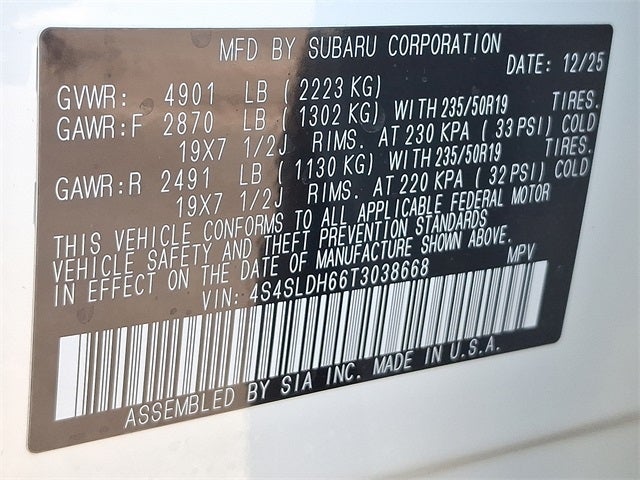 MFD BY SUBARU CORPORATION
DATE: 12/25
GVWR: 4901 LB ( 2223 KG)
GAWR:F 2870 LB ( 1302 KG) WITH 235/50R19 TIRES.
19X7 1/2J RIMS. AT 230 KPA ( 33 PSI) COLD
GAWR:R 2491 LB ( 1130 KG) WITH 235/50R19 TIRES.
19X7 1/2J RIMS. AT 220 KPA ( 32 PSI) COLD
THIS VEHICLE CONFORMS TO ALL APPLICABLE FEDERAL MOTOR
VEHICLE SAFETY AND THEFT PREVENTION STANDARDS
IN EFFECT ON THE DATE OF MANUFACTURE SHOWN ABOVE.
VIN: 4S4SLDH66T3038668 MPV
ASSEMBLED BY SIA INC. MADE IN U.S.A.